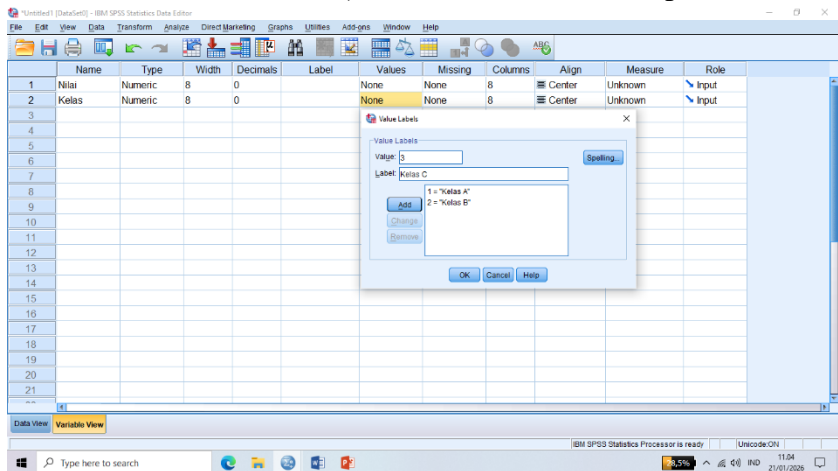 *Untitled1 [DataSet0] - IBM SPSS Statistics Data Editor
File Edit View Data Transform Analyze Direct Marketing Graphs Utilities Add-ons Window Help
Name Type Width Decimals Label Values Missing Columns Align Measure Role
1 Nilai Numeric 8 0 None None 8 Center Unknown Input
2 Kelas Numeric 8 0 None None 8 Center Unknown Input
3
4
5
6
7
8
9
10
11
12
13
14
15
16
17
18
19
20
21
Value Labels
Value Labels
Value: 3
Spelling...
Label: Kelas C
1 = "Kelas A"
Add 2 = "Kelas B"
Change
Remove
OK Cancel Help
Data View Variable View
IBM SPSS Statistics Processor is ready Unicode:ON
Type here to search
IND
11.04
21/01/2026